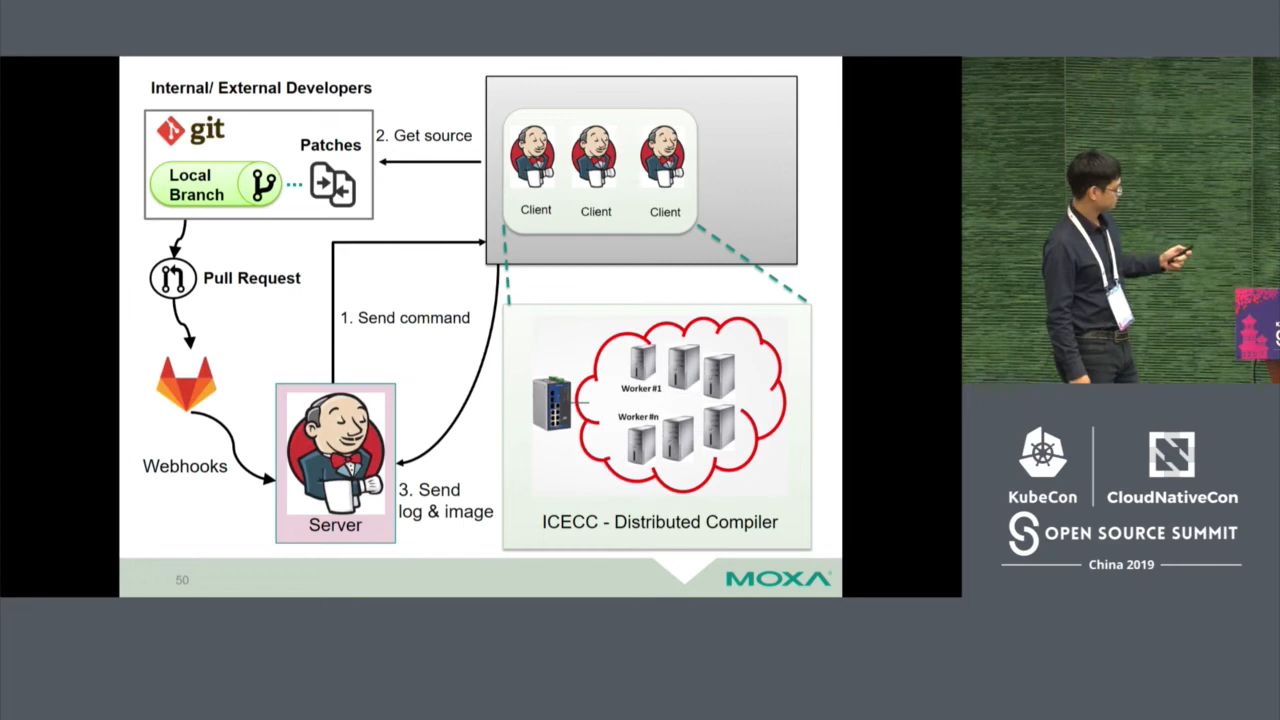 Internal/ External Developers
git
Patches
Local
Branch
2. Get source
Client
Client
Client
Pull Request
1. Send command
Webhooks
Server
3. Send
log & image
Worker #1
Worker #n
ICECC - Distributed Compiler
50
MOXA
KubeCon
CloudNativeCon
OPEN SOURCE SUMMIT
China 2019